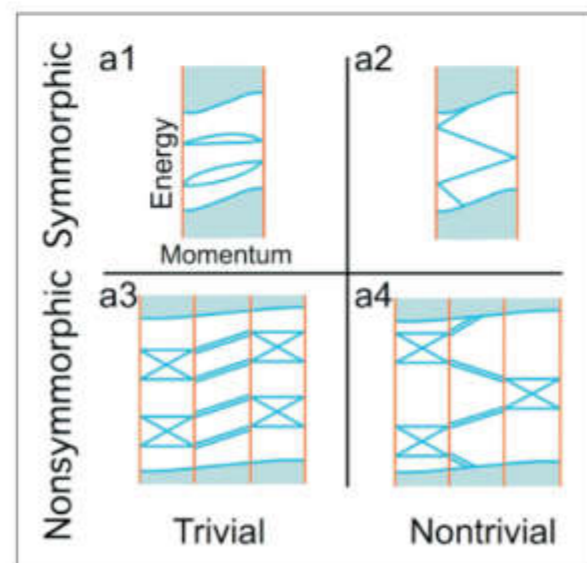 Symmorphic
a1
a2
Energy
Momentum
Nonsymmorphic
a3
a4
Trivial
Nontrivial